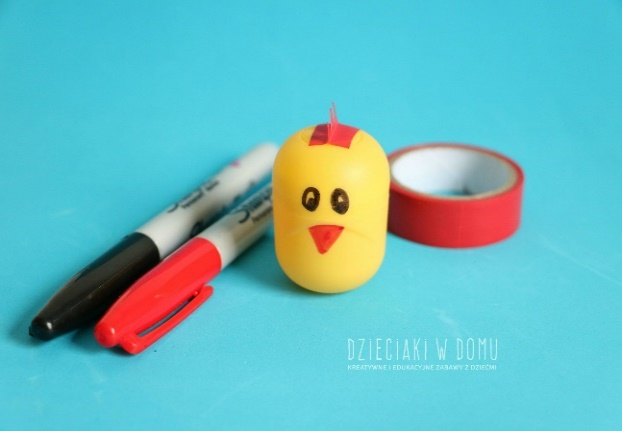 DZIECIAKI W DOMU
KREATYWNE I EDUKACYJNE ZABAWY Z DZIEĆMI